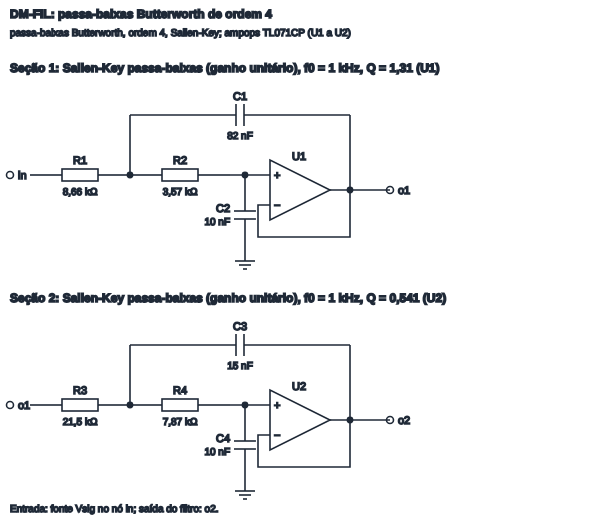 DM-FIL: passa-baixas Butterworth de ordem 4
passa-baixas Butterworth, ordem 4, Sallen-Key; ampops TL071CP (U1 a U2)
Seção 1: Sallen-Key passa-baixas (ganho unitário), f0 = 1 kHz, Q = 1,31 (U1)
C1
82 nF
R1
R2
U1
In
+
o1
8,66 kΩ
3,57 kΩ
C2
−
10 nF
Seção 2: Sallen-Key passa-baixas (ganho unitário), f0 = 1 kHz, Q = 0,541 (U2)
C3
15 nF
R3
R4
U2
o1
+
o2
21,5 kΩ
7,87 kΩ
C4
−
10 nF
Entrada: fonte Vsig no nó in; saída do filtro: o2.